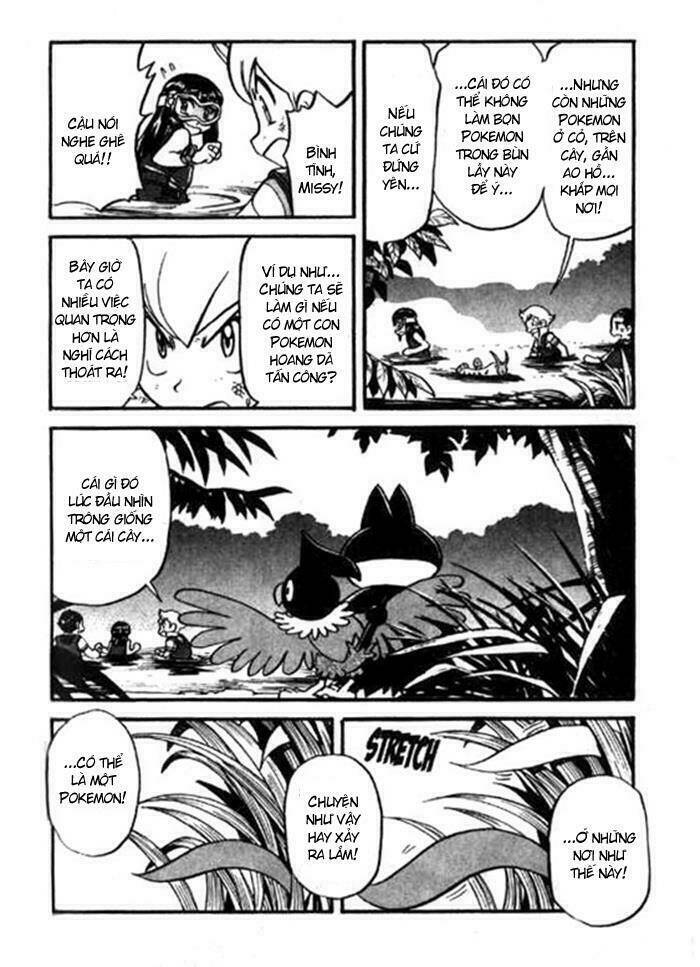 ...NHƯNG
CÒN NHỮNG
POKEMON
Ở CỎ, TRÊN
CÂY, GẦN
AO HỒ...
KHẮP MỌI
NƠI!
...CÁI ĐÓ CÓ
THỂ KHÔNG
LÀM BỌN
POKEMON
TRONG BÙN
LẦY NÀY
ĐỂ Ý...
NẾU
CHÚNG
TA CỨ
ĐỨNG
YÊN...
BÌNH
TĨNH,
MISSY!
CẬU NÓI
NGHE GHÊ
QUÁ!!
VÍ DỤ NHƯ...
CHÚNG TA SẼ
LÀM GÌ NẾU
CÓ MỘT CON
POKEMON
HOANG DÃ
TẤN CÔNG?
BÂY GIỜ
TA CÓ
NHIỀU VIỆC
QUAN TRỌNG
HƠN LÀ
NGHĨ CÁCH
THOÁT RA!
CÁI GÌ ĐÓ
LÚC ĐẦU NHÌN
TRÔNG GIỐNG
MỘT CÁI CÂY...
STRETCH
...Ở NHỮNG
NƠI NHƯ
THẾ NÀY!
CHUYỆN
NHƯ VẬY
HAY XẢY
RA LẮM!
...CÓ THỂ
LÀ MỘT
POKEMON!